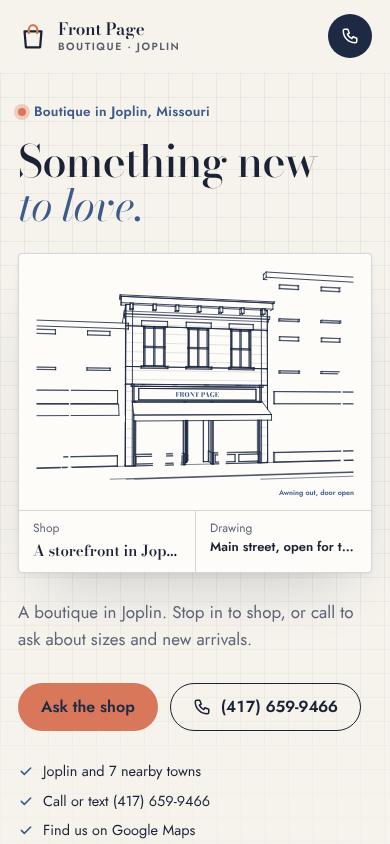 Front Page
BOUTIQUE · JOPLIN
Boutique in Joplin, Missouri
Something new
to love.
FRONT PAGE
Awning out, door open
Shop
A storefront in Jop...
Drawing
Main street, open for t...
A boutique in Joplin. Stop in to shop, or call to
ask about sizes and new arrivals.
Ask the shop
(417) 659-9466
Joplin and 7 nearby towns
Call or text (417) 659-9466
Find us on Google Maps